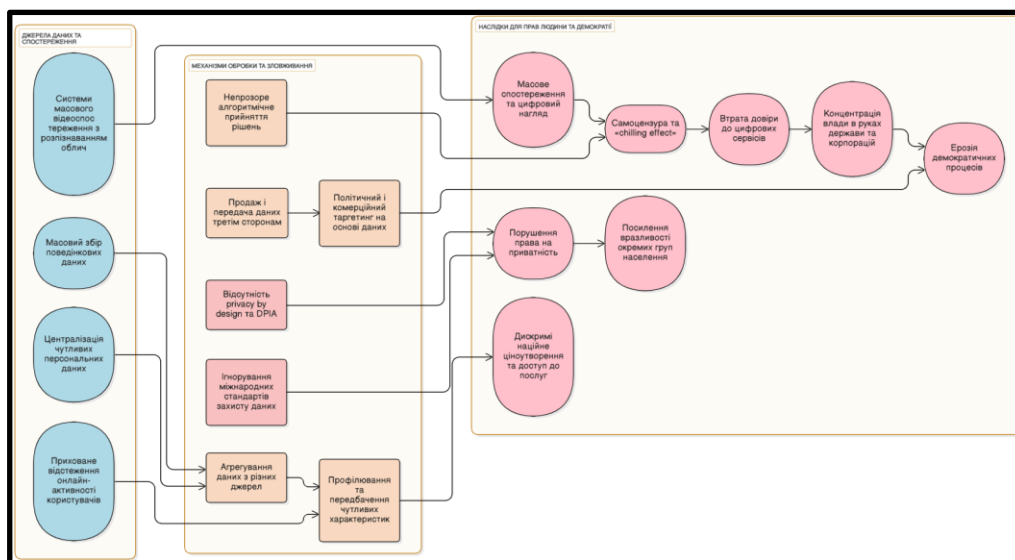 ДЖЕРЕЛА ДАНИХ ТА
СПОСТЕРЕЖЕННЯ
Системи
масового
відеоспос
тереження з
розпізнаванням
облич
Масовий збір
поведінкових
даних
Централізація
чутливих
персональних
даних
Приховане
відстеження
онлайн-
активності
користувачів
МЕХАНІЗМИ ОБРОБКИ ТА ЗЛОВЖИВАННЯ
Непрозоре
алгоритмічне
прийняття
рішень
Продаж і
передача даних
третім сторонам
Політичний і
комерційний
таргетинг на
основі даних
Відсутність
privacy by
design та DPIA
Ігнорування
міжнародних
стандартів
захисту даних
Агрегування
даних з різних
джерел
Профілювання
та
передбачення
чутливих
характеристик
НАСЛІДКИ ДЛЯ ПРАВ ЛЮДИНИ ТА ДЕМОКРАТІЇ
Масове
спостереження
та цифровий
нагляд
Самоцензура та
«chilling effect»
Втрата довіри
до цифрових
сервісів
Концентрація
влади в руках
держави та
корпорацій
Ерозія
демократичних
процесів
Порушення
права на
приватність
Посилення
вразливості
окремих груп
населення
Дискримі
наційне
ціноутворення
та доступ до
послуг